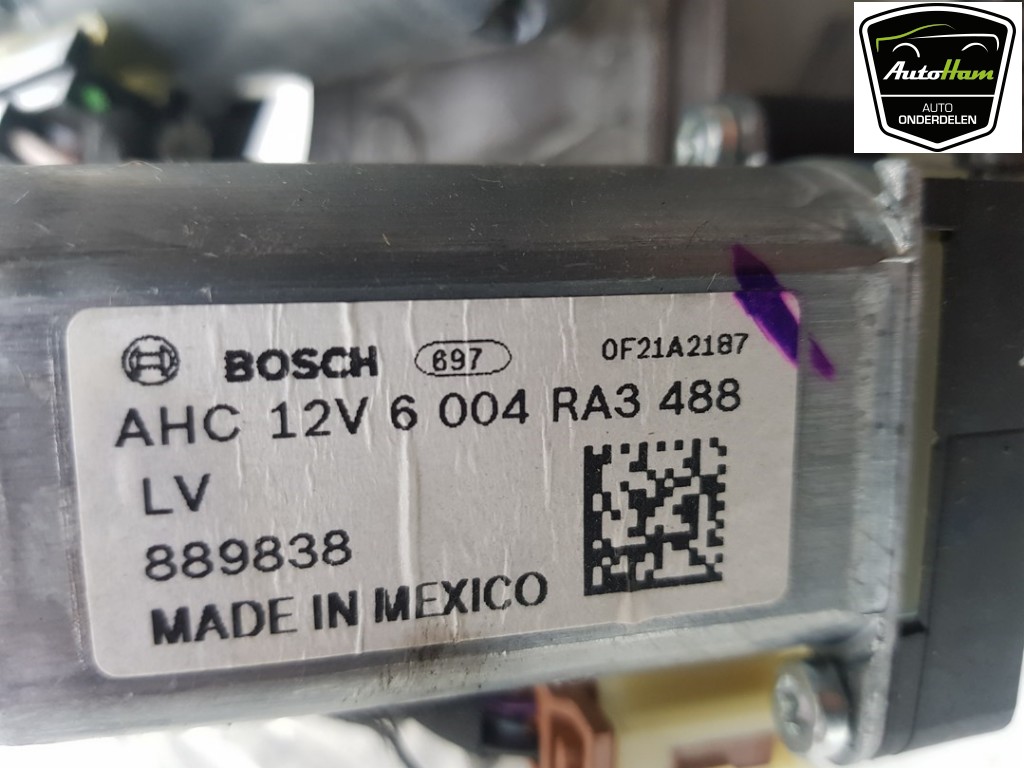 AutoHam
AUTO
ONDERDELEN
BOSCH 697 0F21A2187
AHC 12V 6 004 RA3 488
LV
889838
MADE IN MEXICO